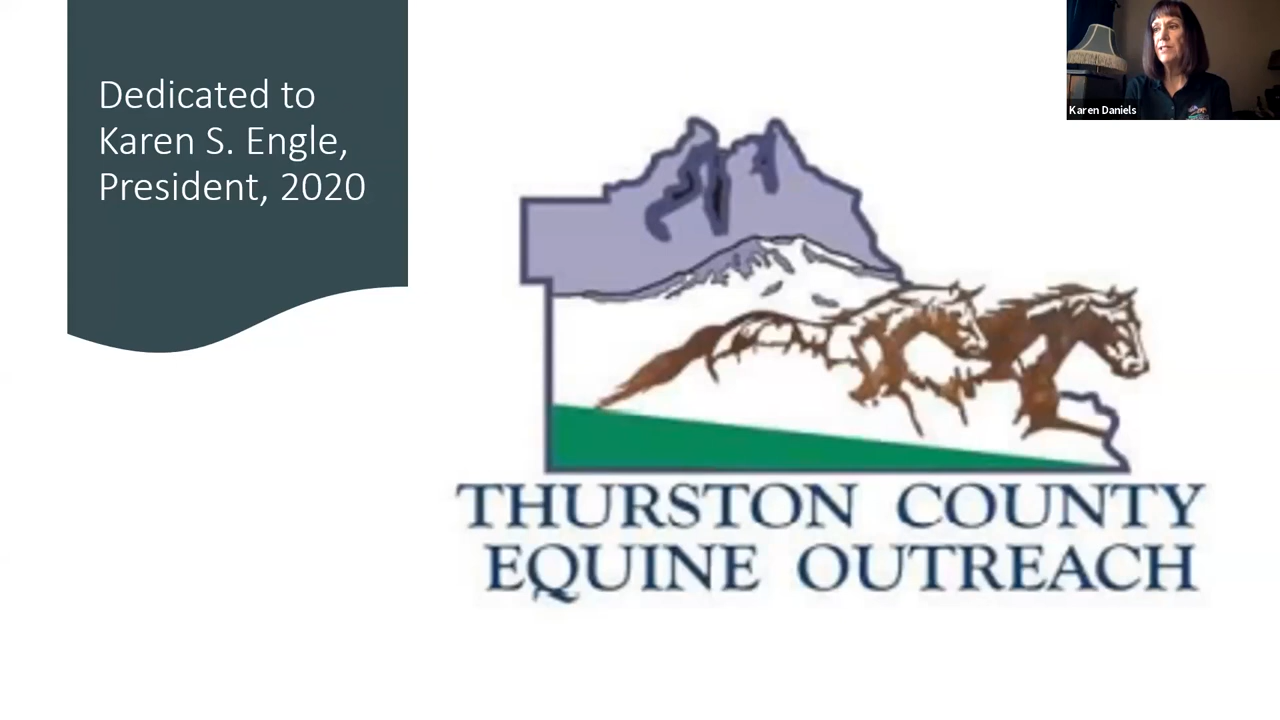 Dedicated to
Karen S. Engle,
President, 2020
Karen Daniels
THURSTON COUNTY
EQUINE OUTREACH